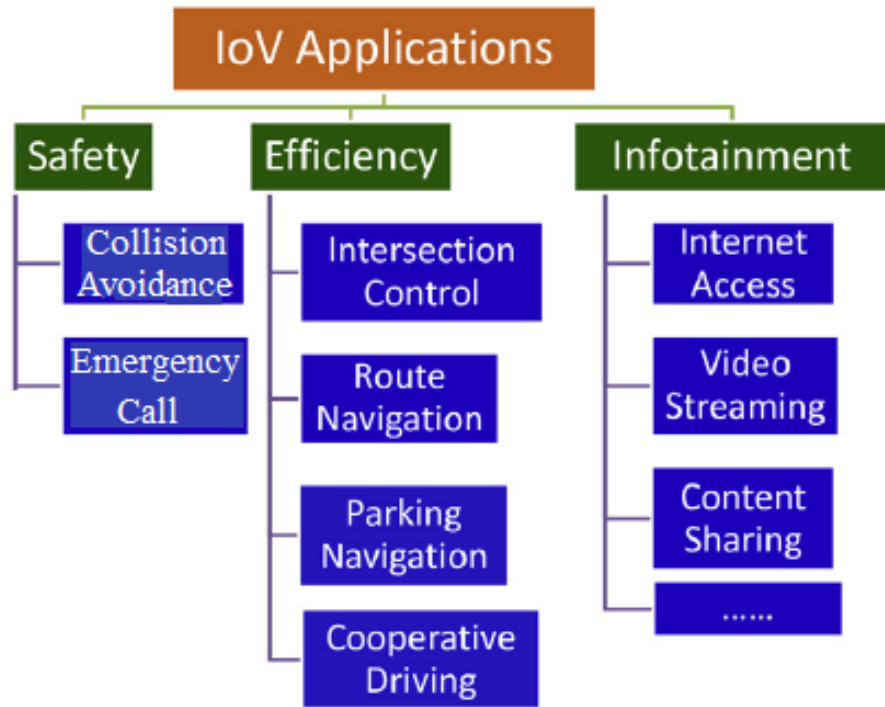 IoV Applications
Safety
Efficiency
Infotainment
Collision
Avoidance
Emergency
Call
Intersection
Control
Route
Navigation
Parking
Navigation
Cooperative
Driving
Internet
Access
Video
Streaming
Content
Sharing
......